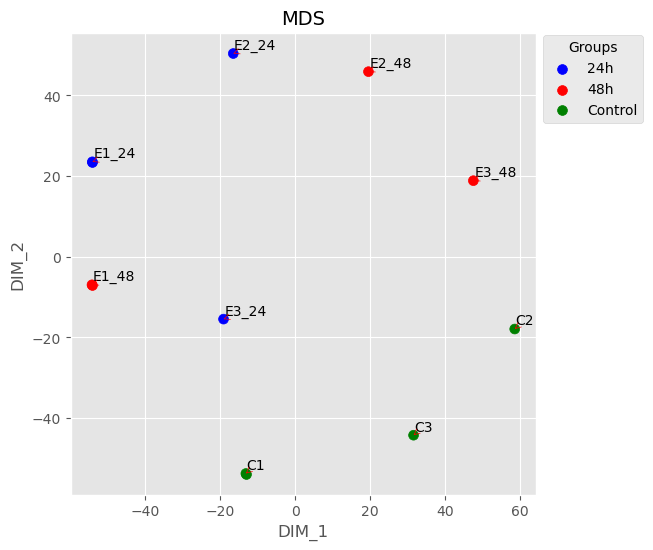 MDS
Groups
24h
48h
Control
E2_24
E2_48
E1_24
E3_48
E1_48
E3_24
C2
C3
C1
DIM_2
40
20
0
−20
−40
−40
−20
0
20
40
60
DIM_1